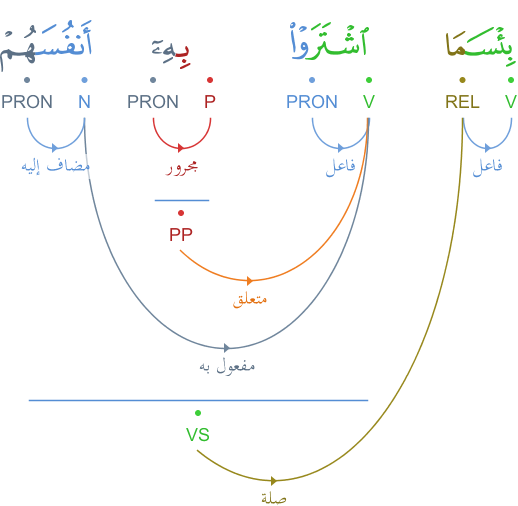 بِئْسَمَا ٱشْتَرَوْا۟ بِهِۦٓ أَنفُسَهُمْ
V REL V PRON P PRON N PRON
فاعل فاعل مجرور مضاف إليه
PP
متعلق
مفعول به
VS
صلة